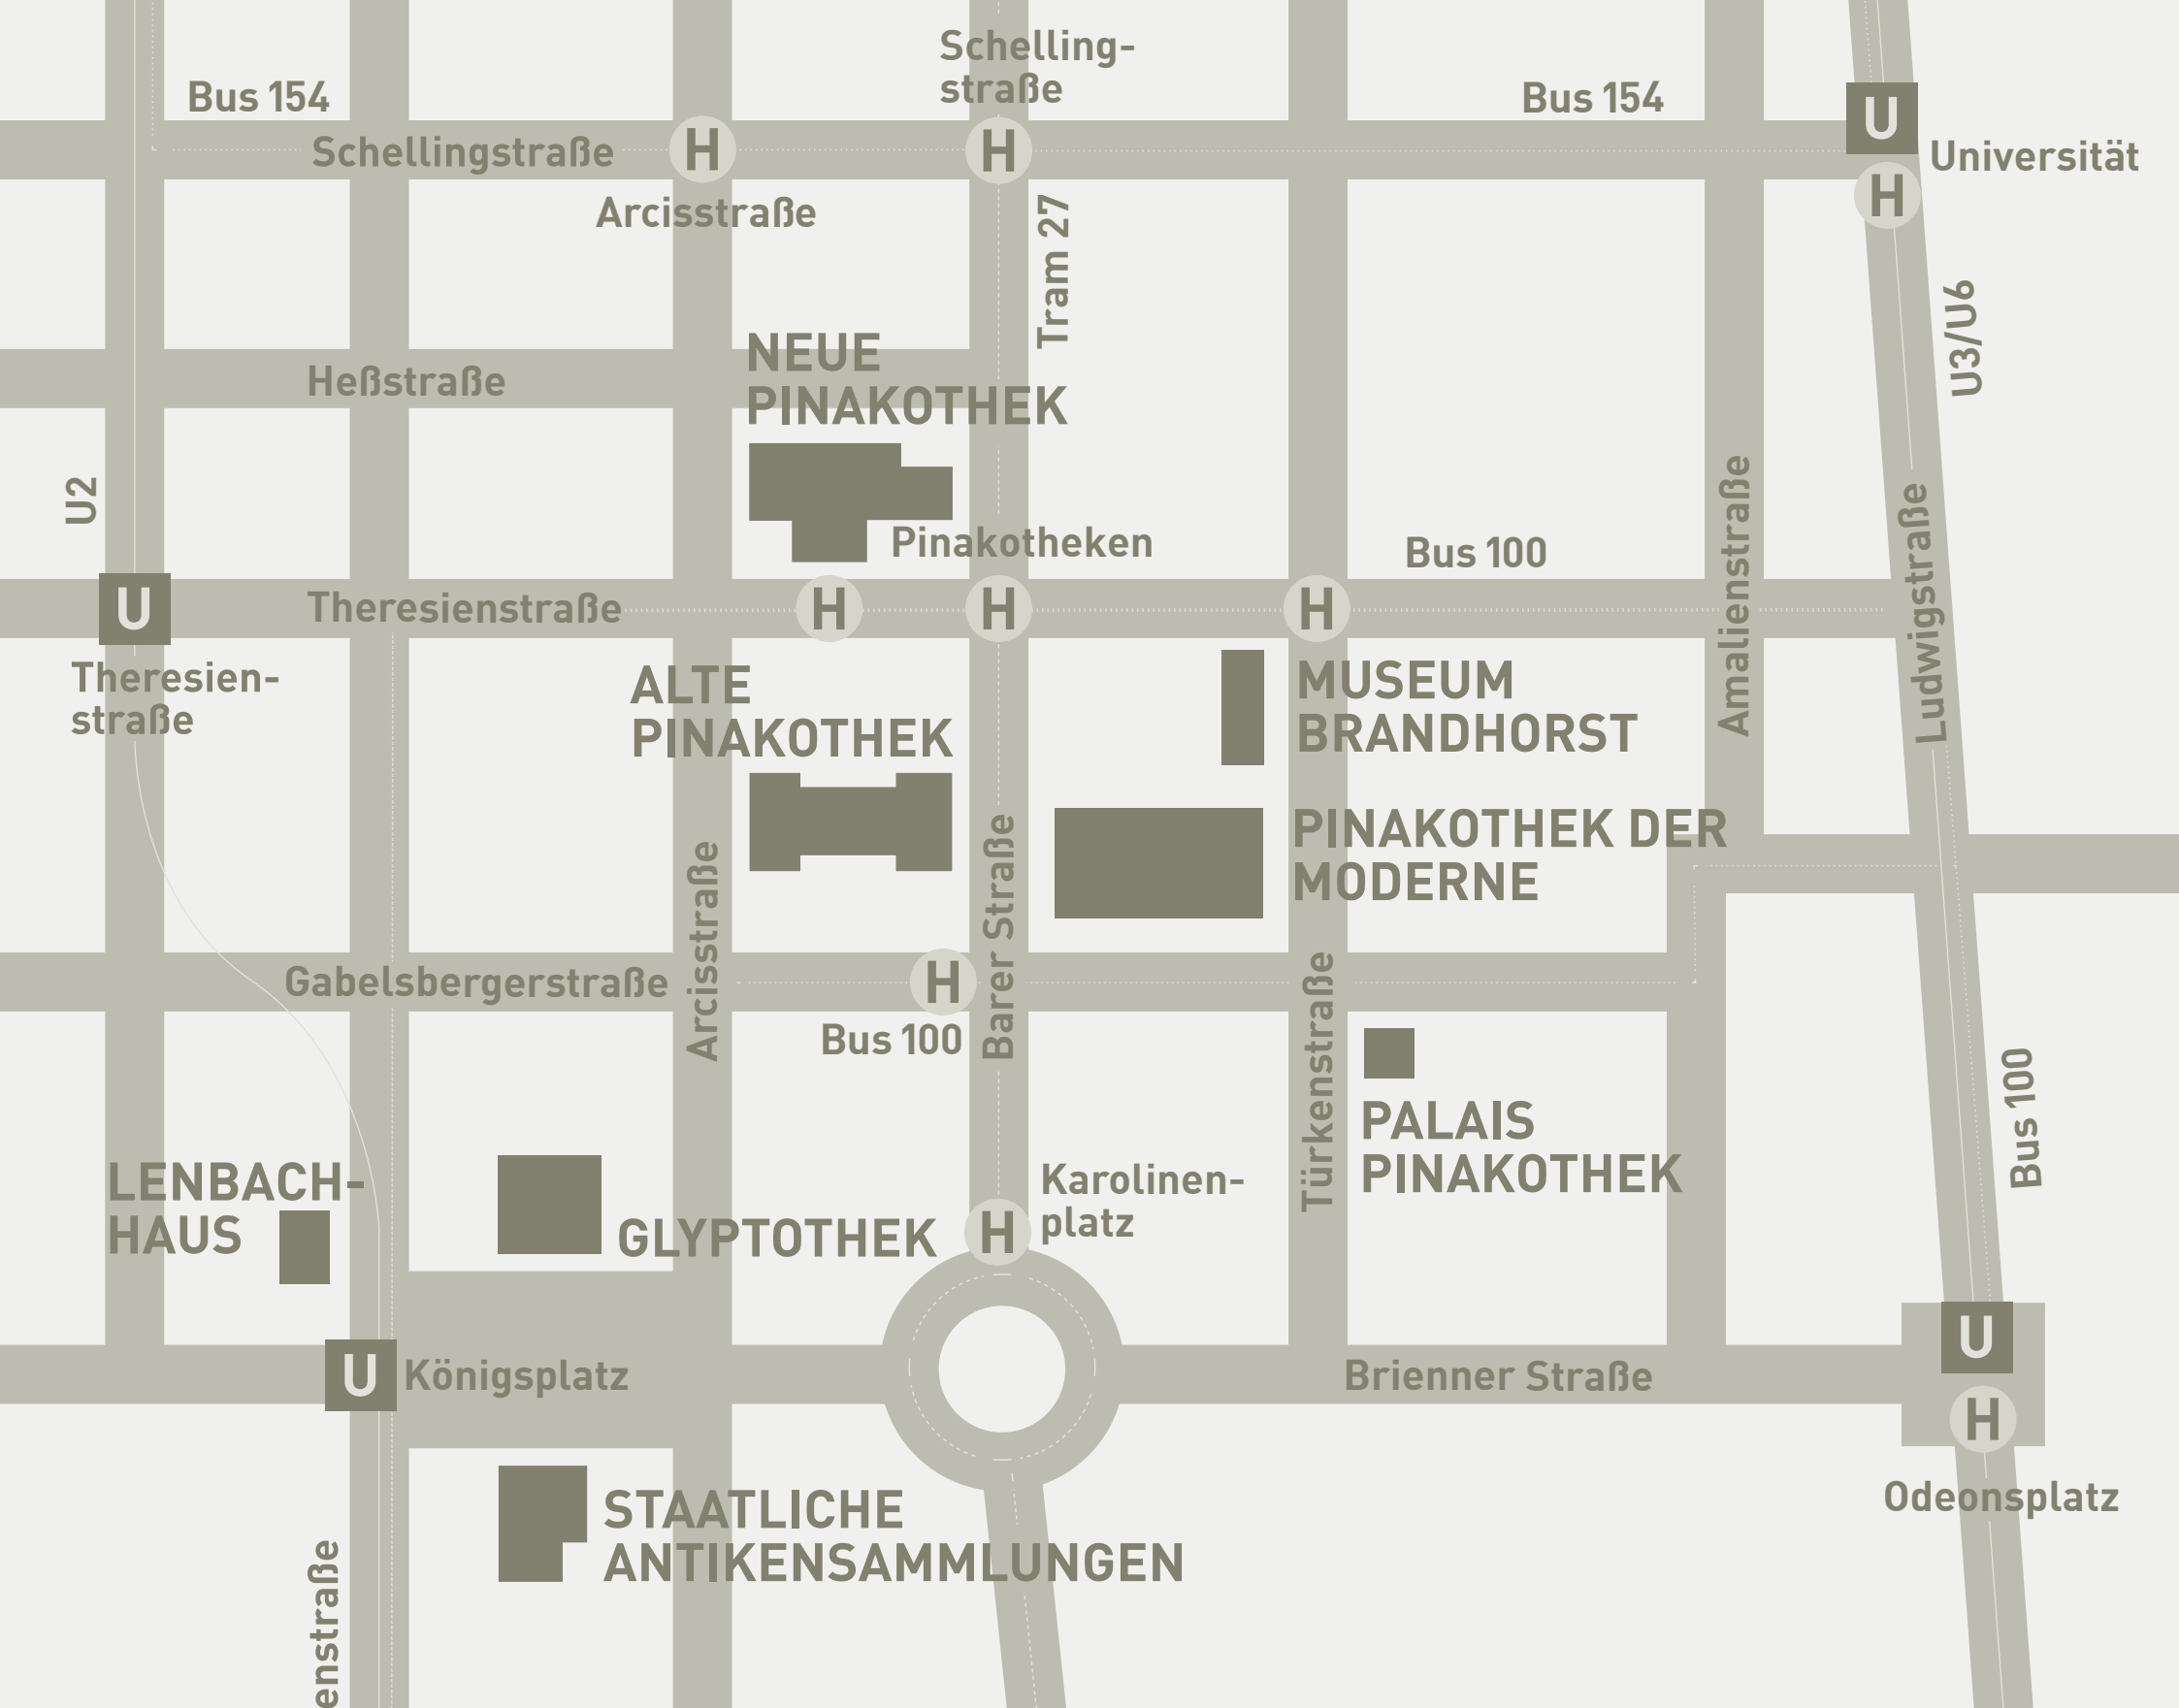 Schelling-
straße
Bus 154
Bus 154
U
Schellingstraße
H
H
Universität
H
Arcisstraße
Tram 27
U3/U6
NEUE
PINAKOTHEK
Heßstraße
U2
Pinakotheken
Bus 100
Amalienstraße
Ludwigstraße
U
Theresienstraße
H
H
H
Theresien-
straße
ALTE
PINAKOTHEK
MUSEUM
BRANDHORST
PINAKOTHEK DER
MODERNE
Arcisstraße
Barer Straße
Gabelsbergerstraße
H
Bus 100
Türkenstraße
Bus 100
PALAIS
PINAKOTHEK
LENBACH-
HAUS
GLYPTOTHEK
Karolinen-
platz
H
U
Königsplatz
Brienner Straße
U
H
Odeonsplatz
STAATLICHE
ANTIKENSAMMLUNGEN
enstraße